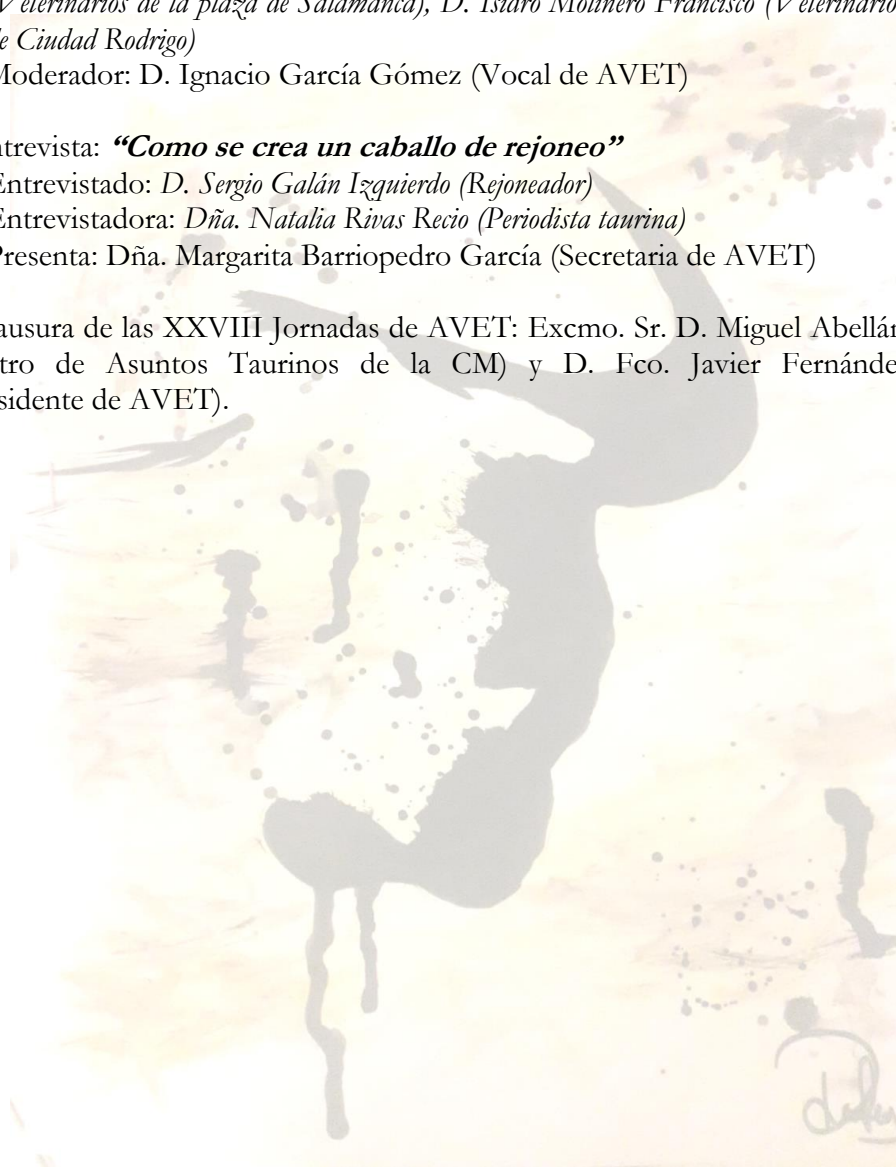 Veterinarios de la plaza de Salamanca), D. Isidro Molinero Francisco (Veterinario
de Ciudad Rodrigo)
Moderador: D. Ignacio García Gómez (Vocal de AVET)
ntrevista: “Como se crea un caballo de rejoneo”
Entrevistado: D. Sergio Galán Izquierdo (Rejoneador)
Entrevistadora: Dña. Natalia Rivas Recio (Periodista taurina)
Presenta: Dña. Margarita Barriopedro García (Secretaria de AVET)
ausura de las XXVIII Jornadas de AVET: Excmo. Sr. D. Miguel Abellán
tro de Asuntos Taurinos de la CM) y D. Fco. Javier Fernánde
sidente de AVET).